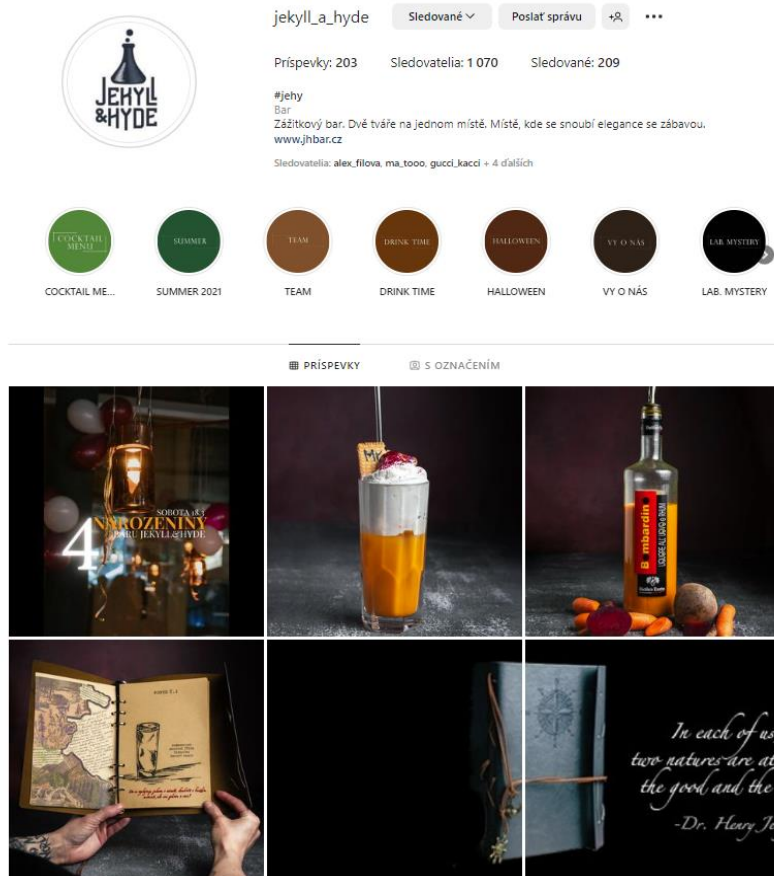 jekyll_a_hyde
Sledované
Poslať správu
JEKYLL
&HYDE
Príspevky: 203
Sledovatelia: 1 070
Sledované: 209
#jehy
Bar
Zážitkový bar. Dvě tváře na jednom místě. Místě, kde se snoubí elegance se zábavou.
www.jhbar.cz
Sledovatelia: alex_filova, ma_tooo, gucci_kacci + 4 ďalších
COCKTAIL
MENU
SUMMER
TEAM
DRINK TIME
HALLOWEEN
VY O NÁS
LAB. MYSTERY
COCKTAIL ME...
SUMMER 2021
TEAM
DRINK TIME
HALLOWEEN
VY O NÁS
LAB. MYSTERY
PRÍSPEVKY
S OZNAČENÍM
SOBOTA 18.3
4
NAROZENINY
BARU JEKYLL&HYDE
Bombardino
In each of us
two natures are at
the good and the
-Dr. Henry Je